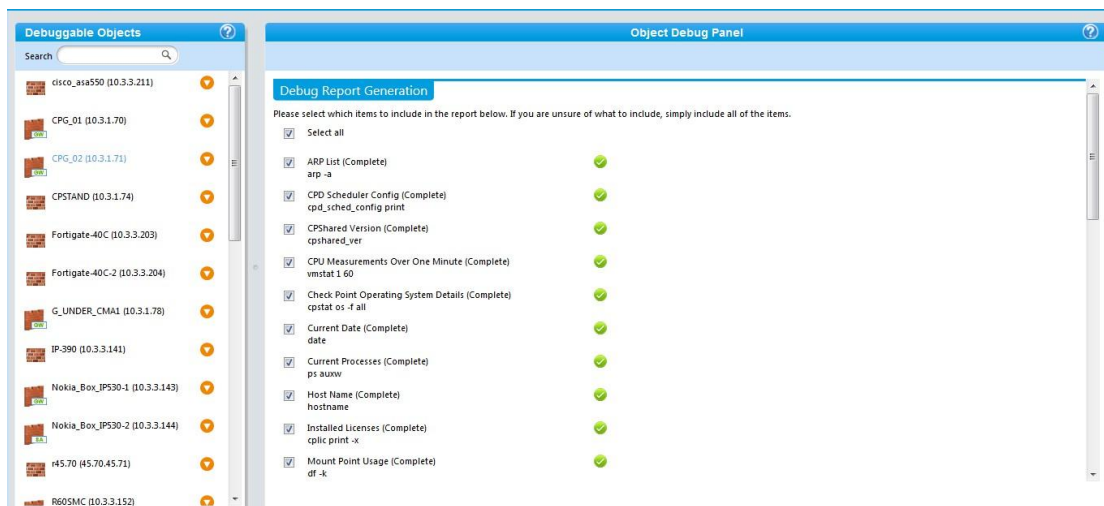 Debuggable Objects
Search
cisco_asa550 (10.3.3.211)
CPG_01 (10.3.1.70)
GW
CPG_02 (10.3.1.71)
GW
CPSTAND (10.3.1.74)
Fortigate-40C (10.3.3.203)
Fortigate-40C-2 (10.3.3.204)
G_UNDER_CMA1 (10.3.1.78)
GW
IP-390 (10.3.3.141)
Nokia_Box_IP530-1 (10.3.3.143)
GW
Nokia_Box_IP530-2 (10.3.3.144)
r45.70 (45.70.45.71)
R60SMC (10.3.3.152)
Object Debug Panel
Debug Report Generation
Please select which items to include in the report below. If you are unsure of what to include, simply include all of the items.
Select all
ARP List (Complete)
arp -a
CPD Scheduler Config (Complete)
cpd_sched_config print
CPShared Version (Complete)
cpshared_ver
CPU Measurements Over One Minute (Complete)
vmstat 1 60
Check Point Operating System Details (Complete)
cpstat os -f all
Current Date (Complete)
date
Current Processes (Complete)
ps auxw
Host Name (Complete)
hostname
Installed Licenses (Complete)
cplic print -x
Mount Point Usage (Complete)
df -k